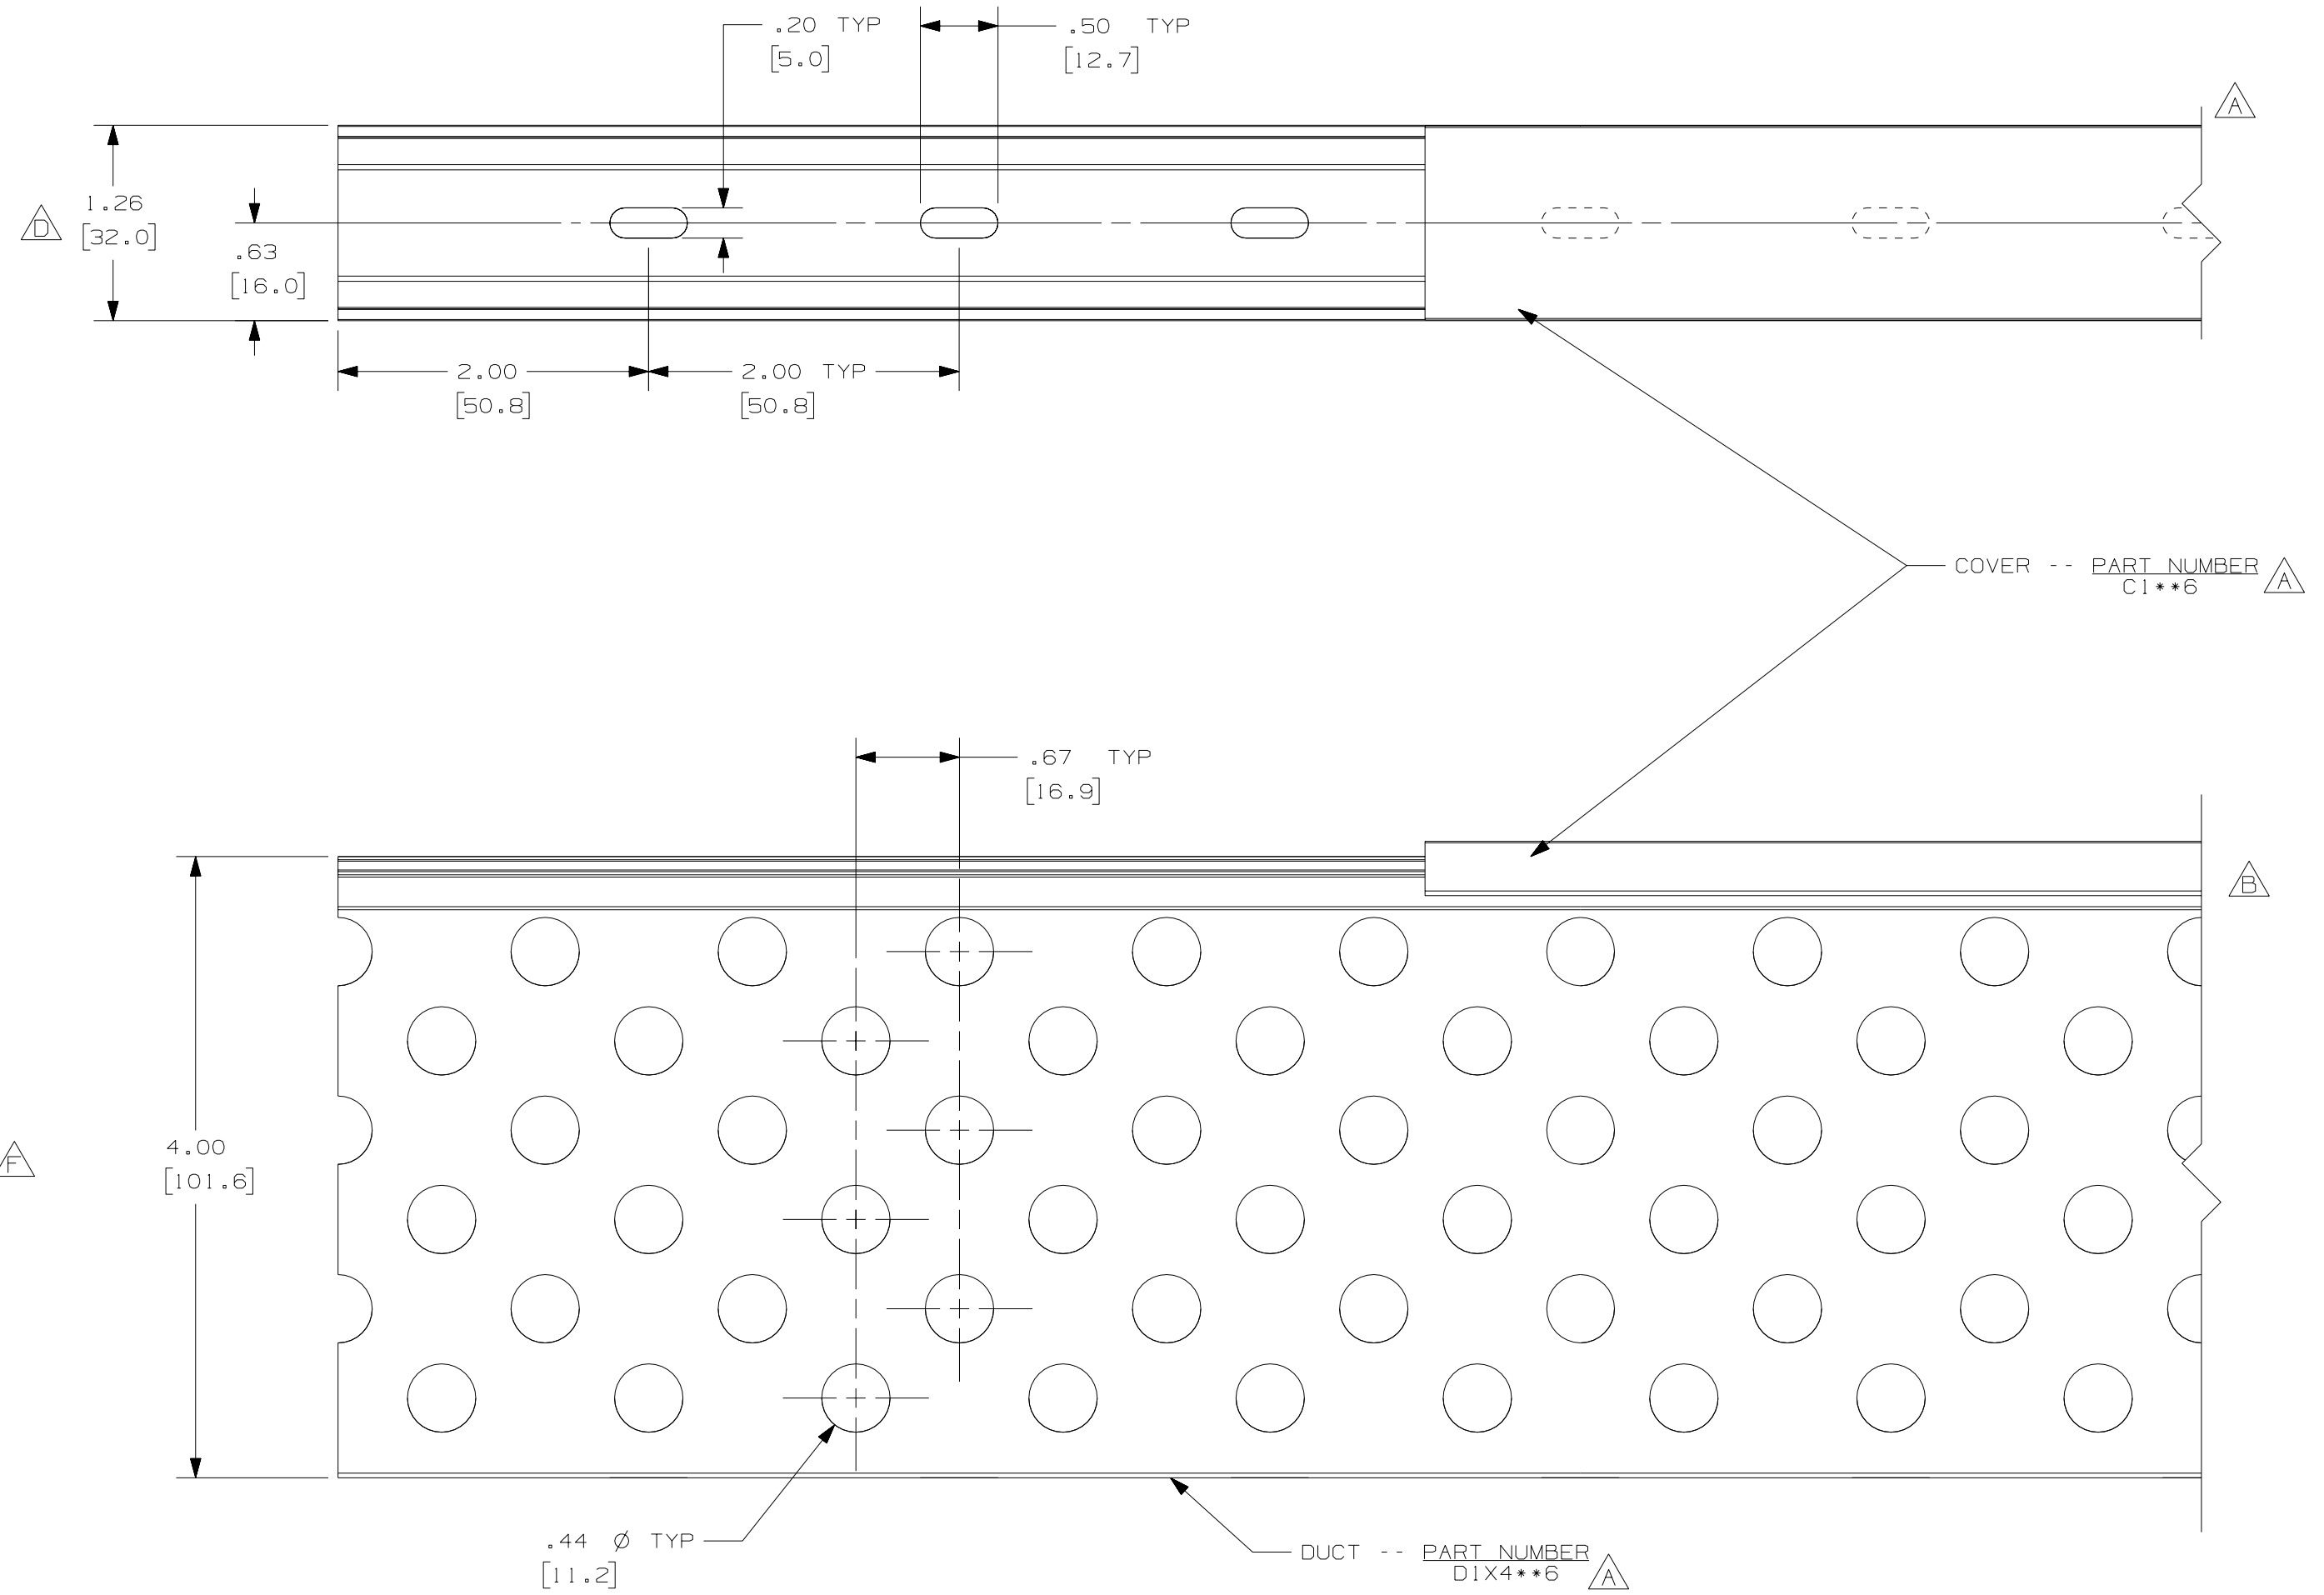 .20 TYP
[5.0]
.50 TYP
[12.7]
A
D
1.26
[32.0]
.63
[16.0]
2.00
[50.8]
2.00 TYP
[50.8]
COVER -- PART NUMBER
C1**6
A
.67 TYP
[16.9]
B
F
4.00
[101.6]
.44 Ø TYP
[11.2]
DUCT -- PART NUMBER
D1X4**6
A